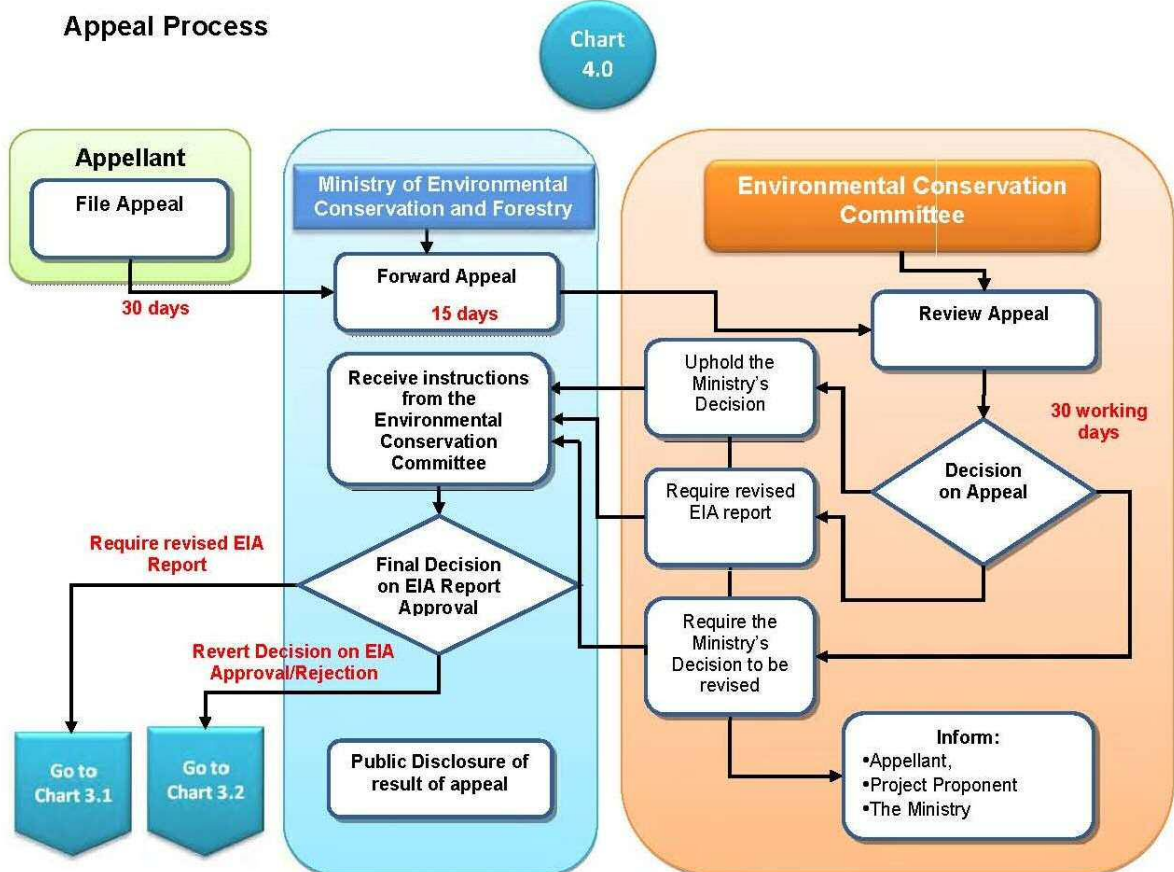 Appeal Process
Chart
4.0
Appellant
File Appeal
30 days
Ministry of Environmental
Conservation and Forestry
Forward Appeal
15 days
Environmental Conservation
Committee
Review Appeal
30 working
days
Decision
on Appeal
Uphold the
Ministry’s
Decision
Require revised
EIA report
Require the
Ministry’s
Decision to be
revised
Receive instructions
from the
Environmental
Conservation
Committee
Final Decision
on EIA Report
Approval
Require revised EIA
Report
Revert Decision on EIA
Approval/Rejection
Go to
Chart 3.1
Go to
Chart 3.2
Public Disclosure of
result of appeal
Inform:
•Appellant,
•Project Proponent
•The Ministry